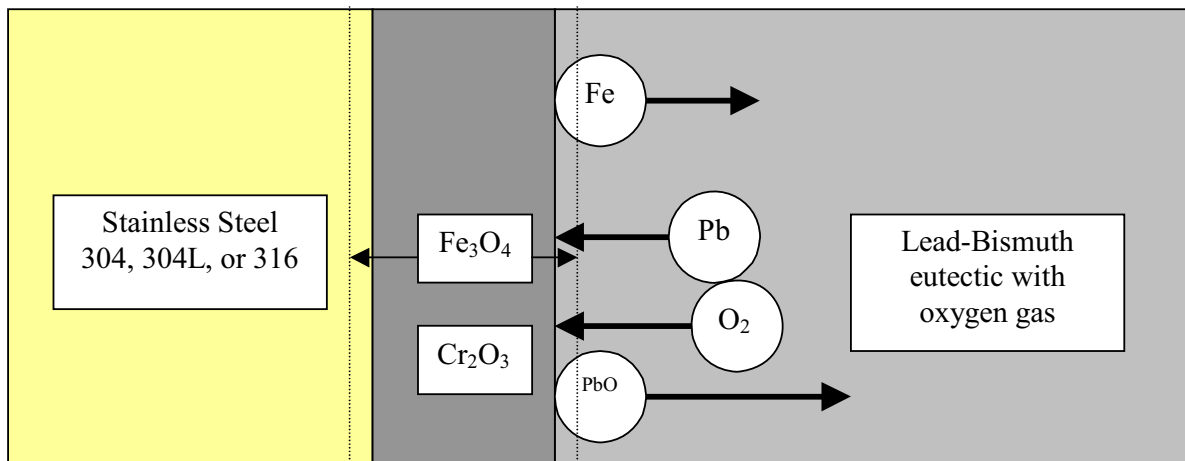 Fe
Stainless Steel
304, 304L, or 316
Fe₃O₄
Pb
Lead-Bismuth
eutectic with
oxygen gas
O₂
Cr₂O₃
PbO